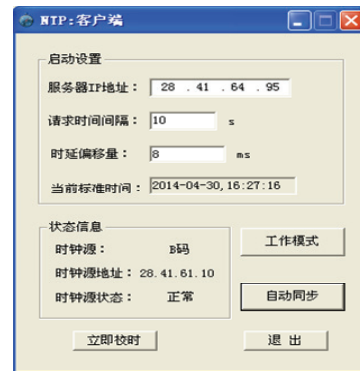 NTP:客户端
启动设置
服务器IP地址： 28 . 41 . 64 . 95
请求时间间隔： 10 s
时延偏移量： 8 ms
当前标准时间： 2014-04-30,16:27:16
状态信息
时钟源： B码
时钟源地址： 28.41.61.10
时钟源状态： 正常
工作模式
自动同步
立即校时
退 出